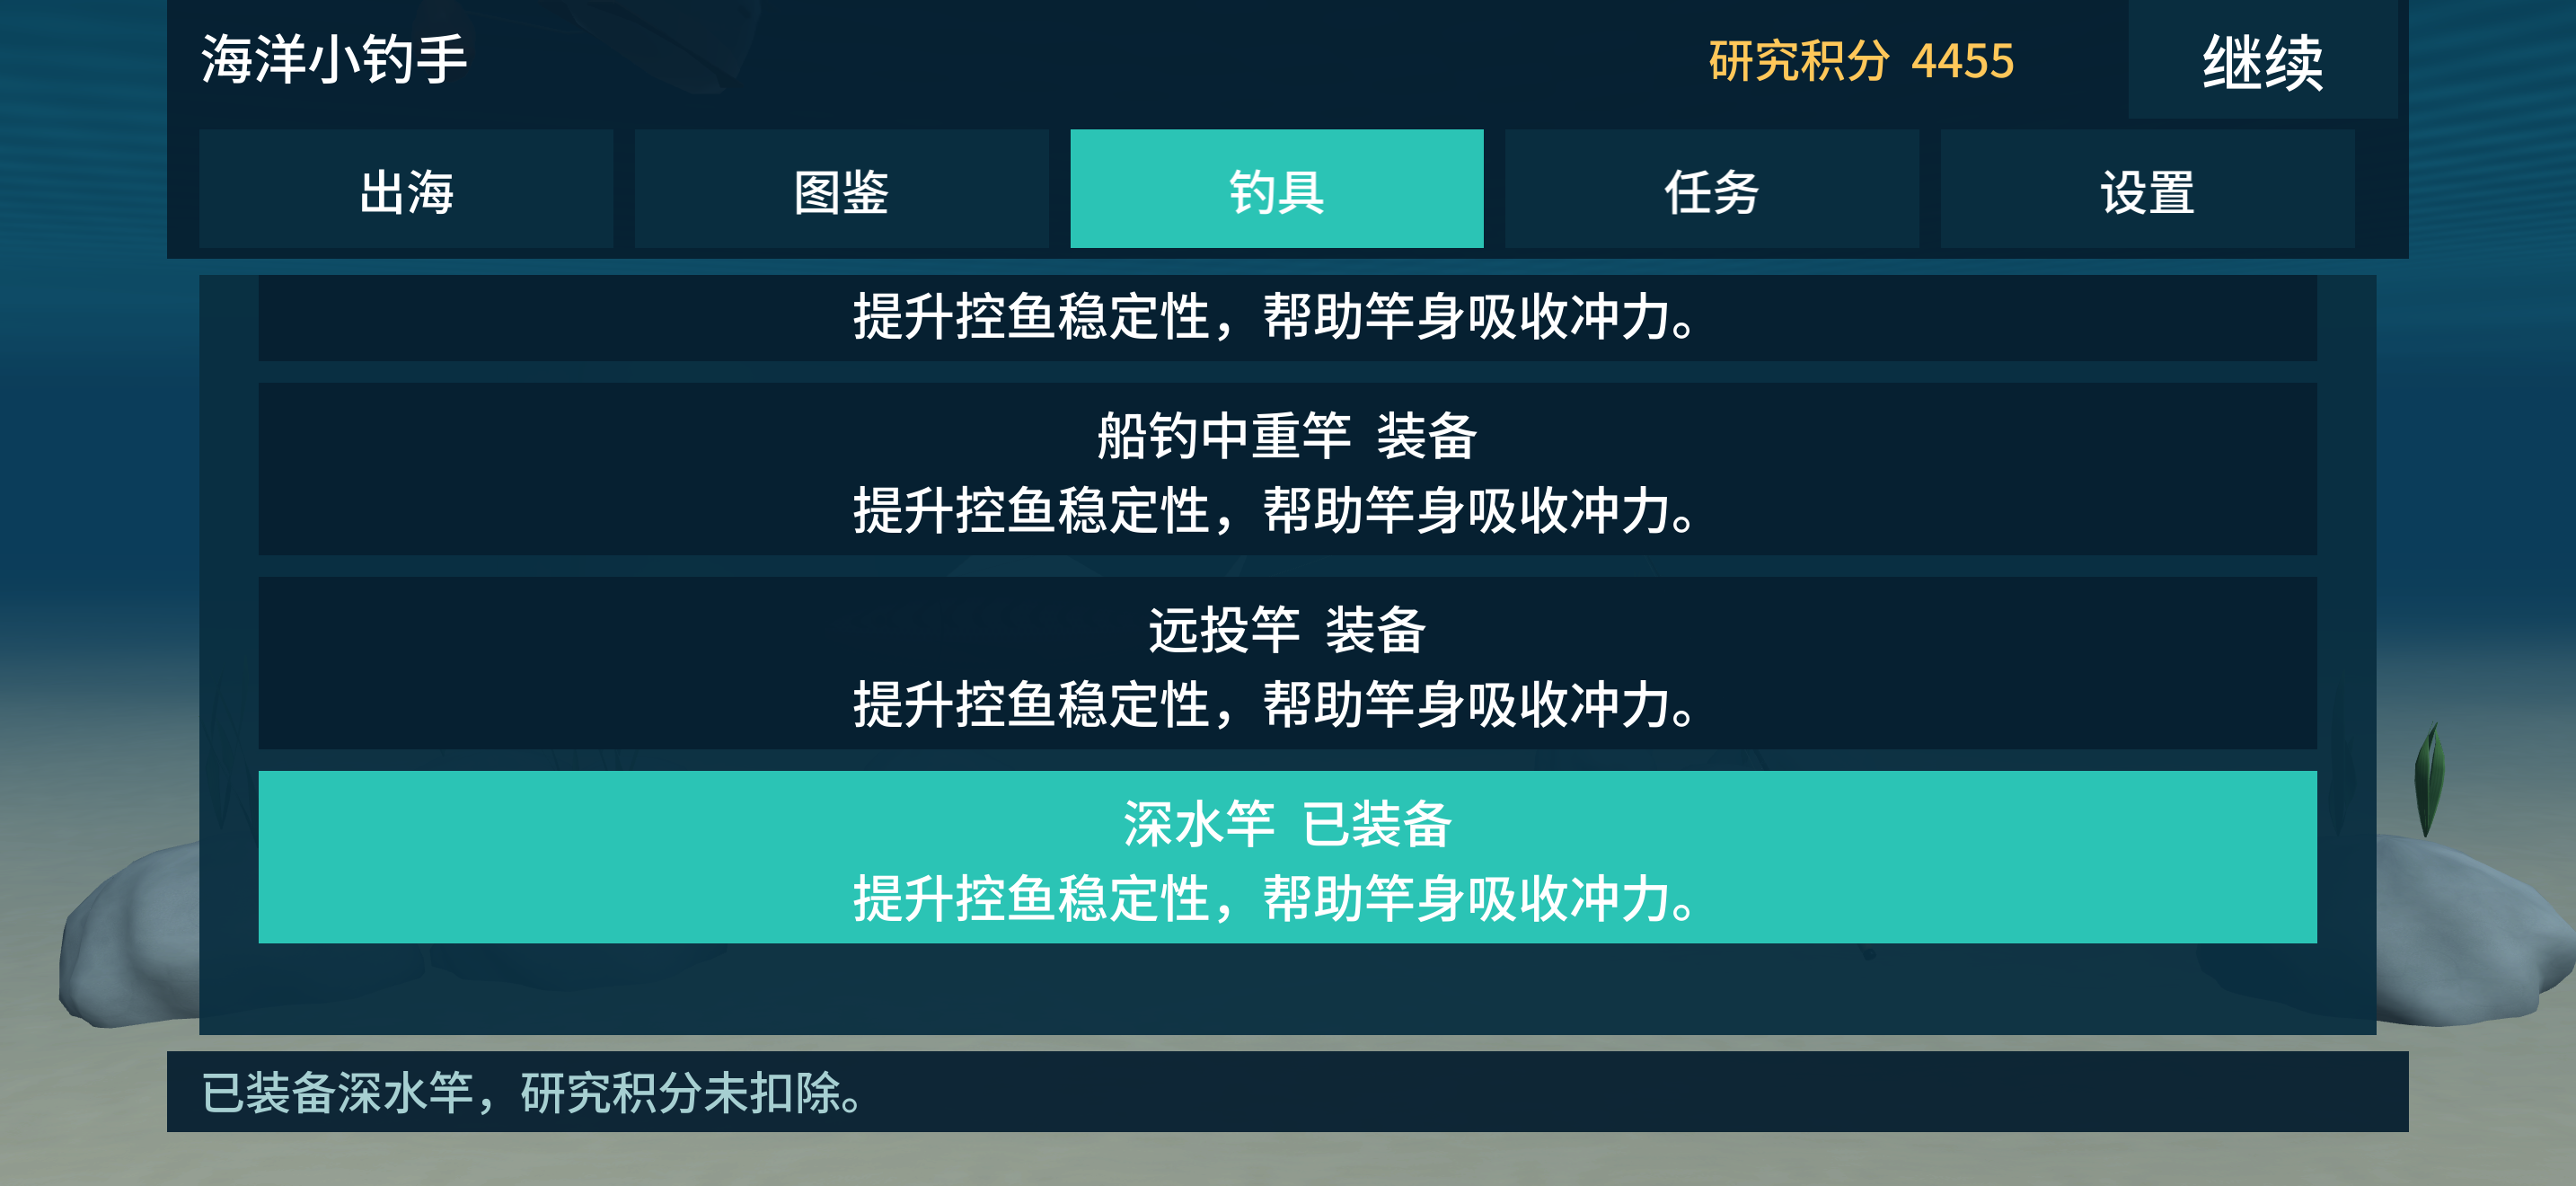 海洋小钓手
研究积分 4455
继续
出海
图鉴
钓具
任务
设置
提升控鱼稳定性，帮助竿身吸收冲力。
船钓中重竿 装备
提升控鱼稳定性，帮助竿身吸收冲力。
远投竿 装备
提升控鱼稳定性，帮助竿身吸收冲力。
深水竿 已装备
提升控鱼稳定性，帮助竿身吸收冲力。
已装备深水竿，研究积分未扣除。